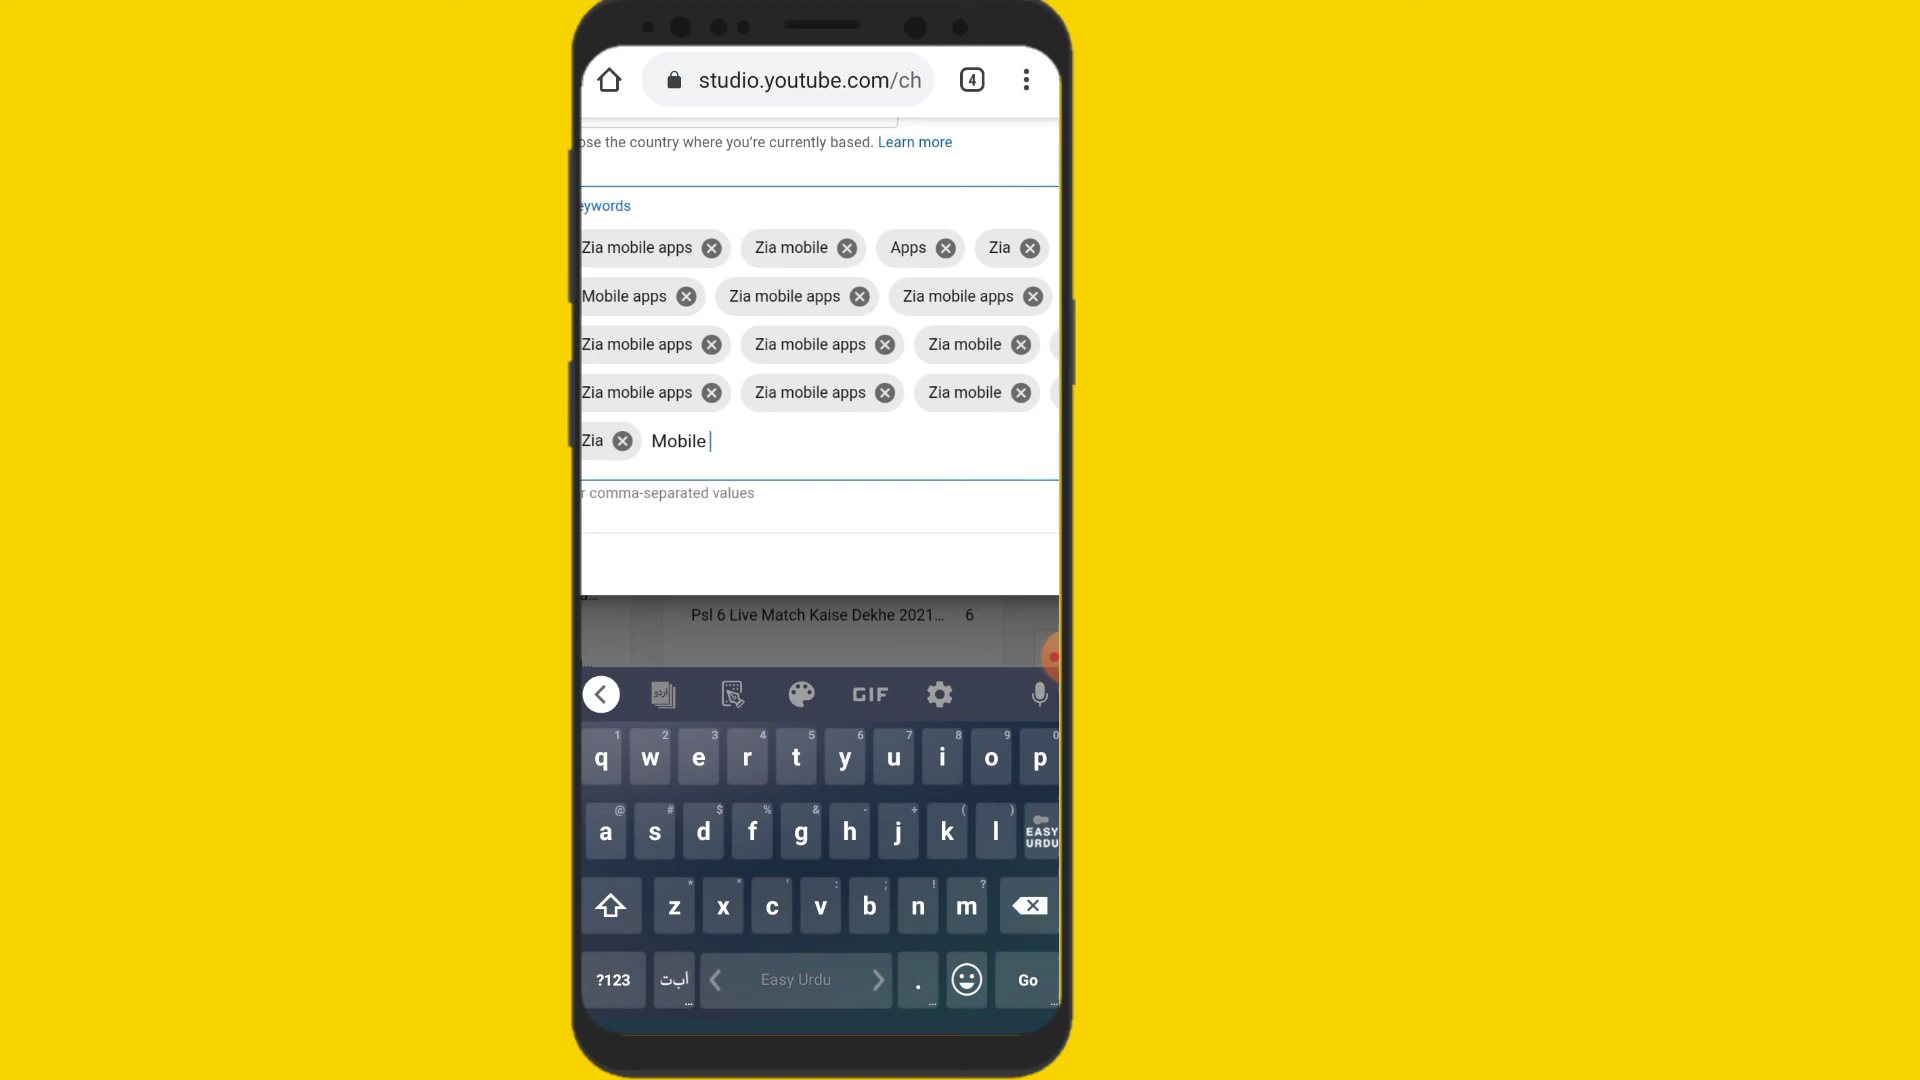 studio.youtube.com/ch 4
ose the country where you're currently based. Learn more
eywords
Zia mobile apps Zia mobile Apps Zia
Mobile apps Zia mobile apps Zia mobile apps
Zia mobile apps Zia mobile apps Zia mobile
Zia mobile apps Zia mobile apps Zia mobile
Zia Mobile
r comma-separated values
Psl 6 Live Match Kaise Dekhe 2021... 6
اردو GIF
1 2 3 4 5 6 7 8 9 0
q w e r t y u i o p
@ # $ % & - + ( )
a s d f g h j k l EASY URDU
* " ' : ; ! ?
z x c v b n m
?123 ا ب ت Easy Urdu . Go